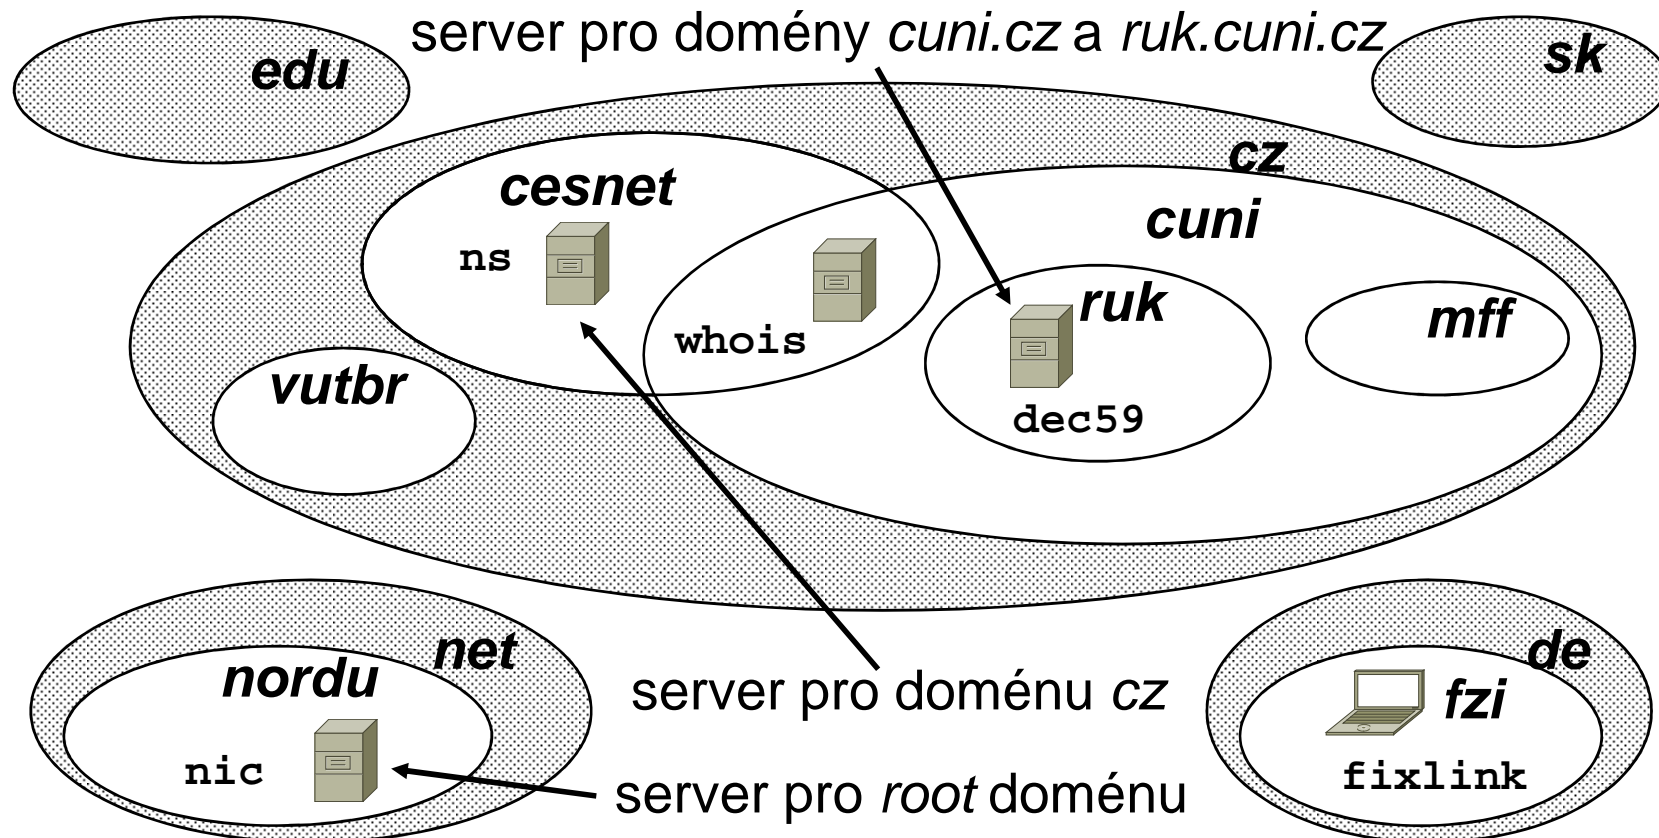 server pro domény cuni.cz a ruk.cuni.cz
edu
sk
cz
cesnet
cuni
ns
ruk
mff
whois
vutbr
dec59
net
de
nordu
server pro doménu cz
fzi
nic
fixlink
server pro root doménu